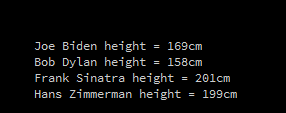 Joe Biden height = 169cm
Bob Dylan height = 158cm
Frank Sinatra height = 201cm
Hans Zimmerman height = 199cm